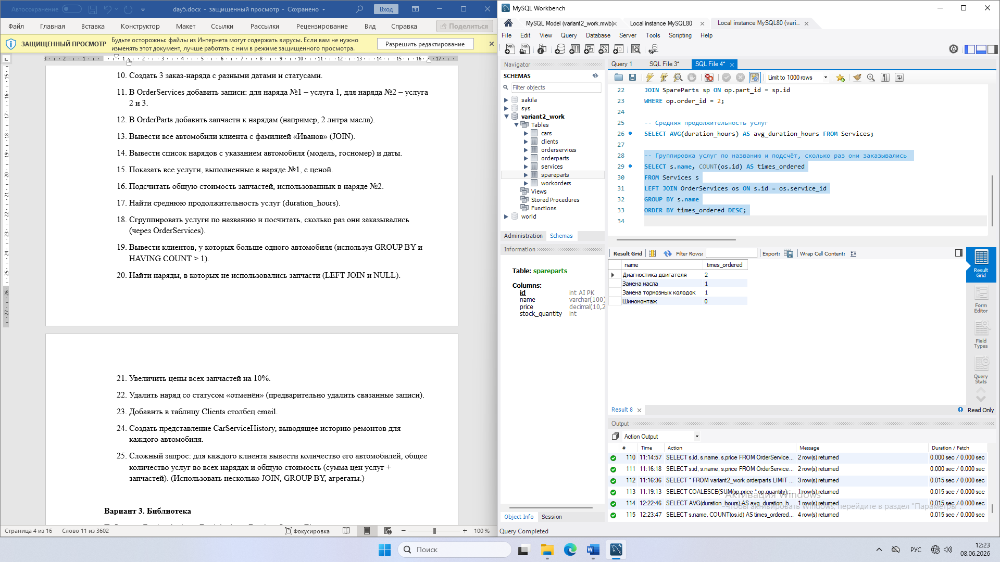 Автосохранение
day5.docx - защищенный просмотр - Сохранено
Вход
Файл Главная Вставка Конструктор Макет Ссылки Рассылки Рецензирование Вид Справка Поделиться
ЗАЩИЩЕННЫЙ ПРОСМОТР Будьте осторожны: файлы из Интернета могут содержать вирусы. Если вам не нужно
изменять этот документ, лучше работать с ним в режиме защищенного просмотра.
Разрешить редактирование
10. Создать 3 заказ-наряда с разными датами и статусами.
11. В OrderServices добавить записи: для наряда №1 – услуга 1, для наряда №2 – услуга
2 и 3.
12. В OrderParts добавить запчасти к нарядам (например, 2 литра масла).
13. Вывести все автомобили клиента с фамилией «Иванов» (JOIN).
14. Вывести список нарядов с указанием автомобиля (модель, госномер) и даты.
15. Показать все услуги, выполненные в наряде №1, с ценой.
16. Подсчитать общую стоимость запчастей, использованных в наряде №2.
17. Найти среднюю продолжительность услуг (duration_hours).
18. Сгруппировать услуги по названию и посчитать, сколько раз они заказывались
(через OrderServices).
19. Вывести клиентов, у которых больше одного автомобиля (используя GROUP BY и
HAVING COUNT > 1).
20. Найти наряды, в которых не использовались запчасти (LEFT JOIN и NULL).
21. Увеличить цены всех запчастей на 10%.
22. Удалить наряд со статусом «отменён» (предварительно удалить связанные записи).
23. Добавить в таблицу Clients столбец email.
24. Создать представление CarServiceHistory, выводящее историю ремонтов для
каждого автомобиля.
25. Сложный запрос: для каждого клиента вывести количество его автомобилей, общее
количество услуг во всех нарядах и общую стоимость (сумма цен услуг +
запчастей). (Использовать несколько JOIN, GROUP BY, агрегаты.)
Вариант 3. Библиотека
Страница 4 из 16 Слово 11 из 3602 Фокусировка 100 %
MySQL Workbench
MySQL Model (variant2_work.mwb) Local instance MySQL80 Local instance MySQL80 (vari...
File Edit View Query Database Server Tools Scripting Help
Navigator
SCHEMAS
Filter objects
sakila
sys
variant2_work
Tables
cars
clients
orderservices
orderparts
services
spareparts
workorders
Views
Stored Procedures
Functions
world
Administration Schemas
Information
Table: spareparts
Columns:
id int AI PK
name varchar(100)
price decimal(10,2
stock_quantity int
Object Info Session
Query Completed
Query 1 SQL File 3* SQL File 4*
Limit to 1000 rows
22 JOIN SpareParts sp ON op.part_id = sp.id
23 WHERE op.order_id = 2;
24
25 -- Средняя продолжительность услуг
26 SELECT AVG(duration_hours) AS avg_duration_hours FROM Services;
27
28 -- Группировка услуг по названию и подсчёт, сколько раз они заказывались
29 SELECT s.name, COUNT(os.id) AS times_ordered
30 FROM Services s
31 LEFT JOIN OrderServices os ON s.id = os.service_id
32 GROUP BY s.name
33 ORDER BY times_ordered DESC;
34
Result Grid Filter Rows: Export: Wrap Cell Content:
name times_ordered
Диагностика двигателя 2
Замена масла 1
Замена тормозных колодок 1
Шиномонтаж 0
Result
Grid
Form
Editor
Field
Types
Query
Stats
Result 8 Read Only
Output
Action Output
# Time Action Message Duration / Fetch
110 11:14:57 SELECT s.id, s.name, s.price FROM OrderService... 2 row(s) returned 0.000 sec / 0.000 sec
111 11:16:18 SELECT s.id, s.name, s.price FROM OrderService... 2 row(s) returned 0.000 sec / 0.000 sec
112 11:16:36 SELECT * FROM variant2_work.orderparts LIMIT ... 3 row(s) returned 0.015 sec / 0.000 sec
113 11:19:13 SELECT COALESCE(SUM(sp.price * op.quantity),... 1 row(s) returned 0.015 sec / 0.000 sec
114 12:22:46 SELECT AVG(duration_hours) AS avg_duration_h... 1 row(s) returned 0.015 sec / 0.000 sec
115 12:23:47 SELECT s.name, COUNT(os.id) AS times_ordered... 4 row(s) returned 0.015 sec / 0.000 sec
Активация Windows
Чтобы активировать Windows, перейдите в раздел "Параметры".
Поиск
РУС
12:23
08.06.2026